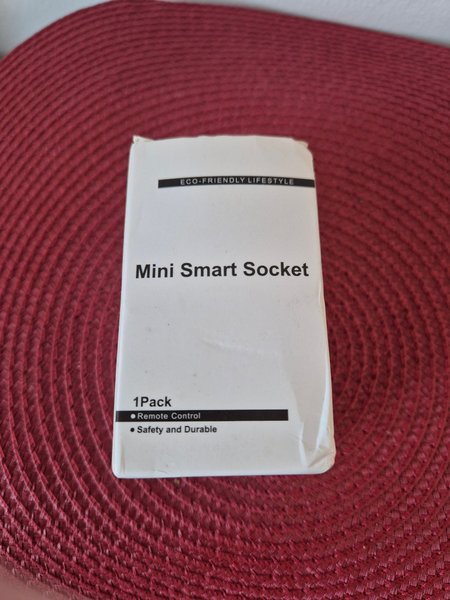 ECO-FRIENDLY LIFESTYLE
Mini Smart Socket
1Pack
● Remote Control
● Safety and Durable